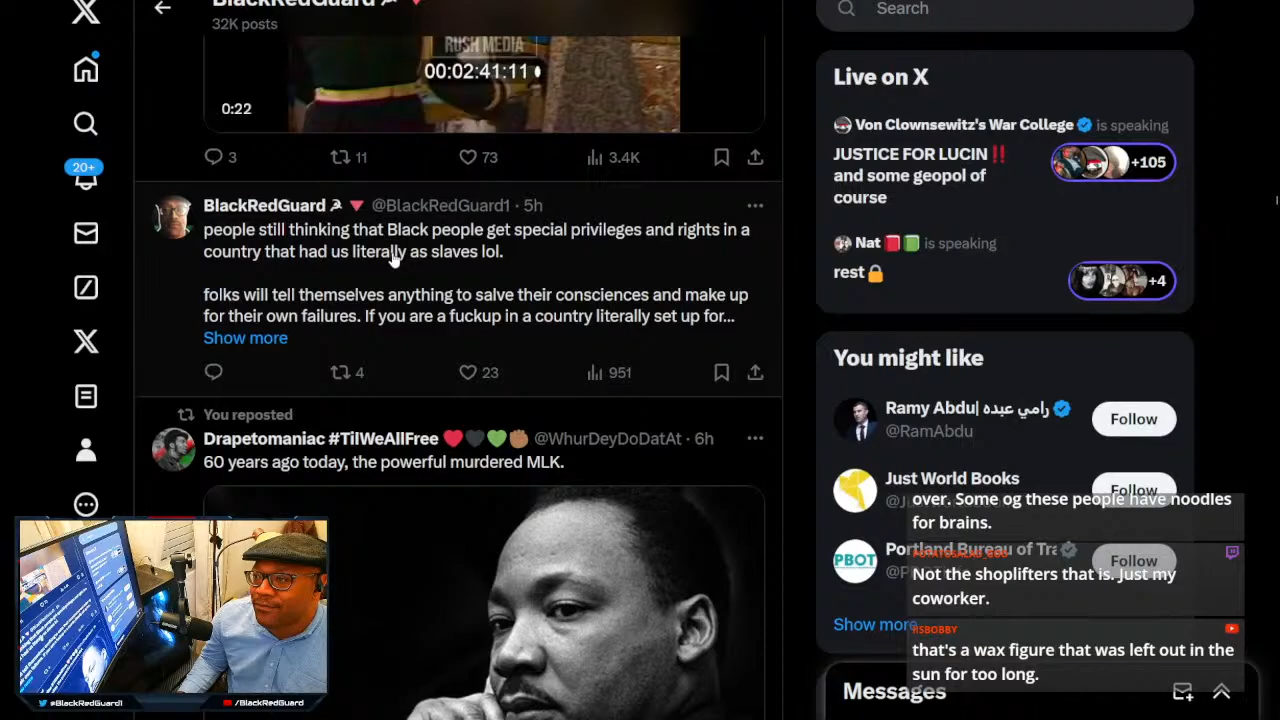 BlackRedGuard
32K posts
RUSH MEDIA
00:02:41:11
0:22
3
11
73
3.4K
BlackRedGuard @BlackRedGuard1 · 5h
people still thinking that Black people get special privileges and rights in a
country that had us literally as slaves lol.
folks will tell themselves anything to salve their consciences and make up
for their own failures. If you are a fuckup in a country literally set up for...
Show more
4
23
951
You reposted
Drapetomaniac #TilWeAllFree ❤️🖤💚✊🏾 @WhurDeyDoDatAt · 6h
60 years ago today, the powerful murdered MLK.
20+
Search
Live on X
Von Clownsewitz's War College is speaking
JUSTICE FOR LUCIN ‼️
and some geopol of
course
+105
Nat 📕📗 is speaking
rest🔒
+4
You might like
Ramy Abdu| رامي عبده
@RamAbdu
Follow
Just World Books
Follow
PBOT
Portland Bureau of Tra
Follow
Show more
Messages
over. Some og these people have noodles
for brains.
Not the shoplifters that is. Just my
coworker.
IISBOBBY
that's a wax figure that was left out in the
sun for too long.
@BlackRedGuard1
/BlackRedGuard